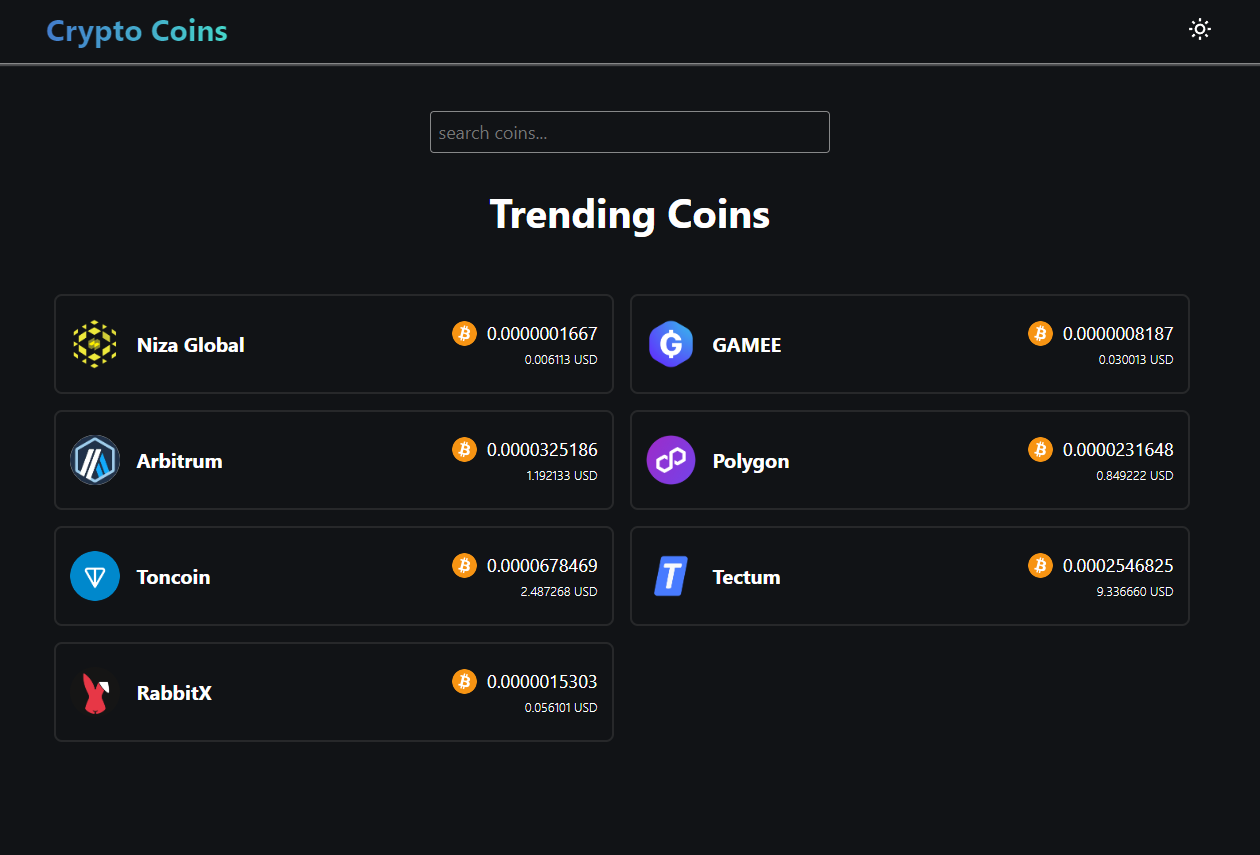 Crypto Coins
search coins...
Trending Coins
Niza Global
0.0000001667
0.006113 USD
GAMEE
0.0000008187
0.030013 USD
Arbitrum
0.0000325186
1.192133 USD
Polygon
0.0000231648
0.849222 USD
Toncoin
0.0000678469
2.487268 USD
Tectum
0.0002546825
9.336660 USD
RabbitX
0.0000015303
0.056101 USD